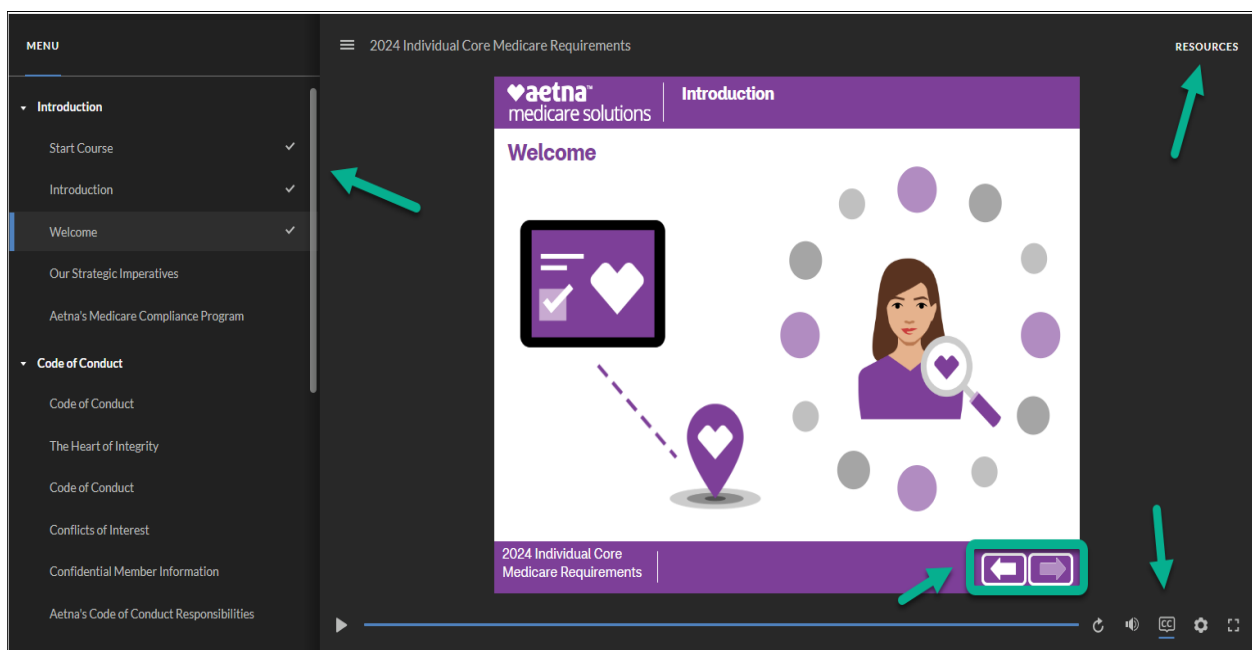 MENU
Introduction
Start Course
Introduction
Welcome
Our Strategic Imperatives
Aetna's Medicare Compliance Program
Code of Conduct
Code of Conduct
The Heart of Integrity
Code of Conduct
Conflicts of Interest
Confidential Member Information
Aetna's Code of Conduct Responsibilities
2024 Individual Core Medicare Requirements
RESOURCES
aetna™
medicare solutions
Introduction
Welcome
2024 Individual Core
Medicare Requirements
CC